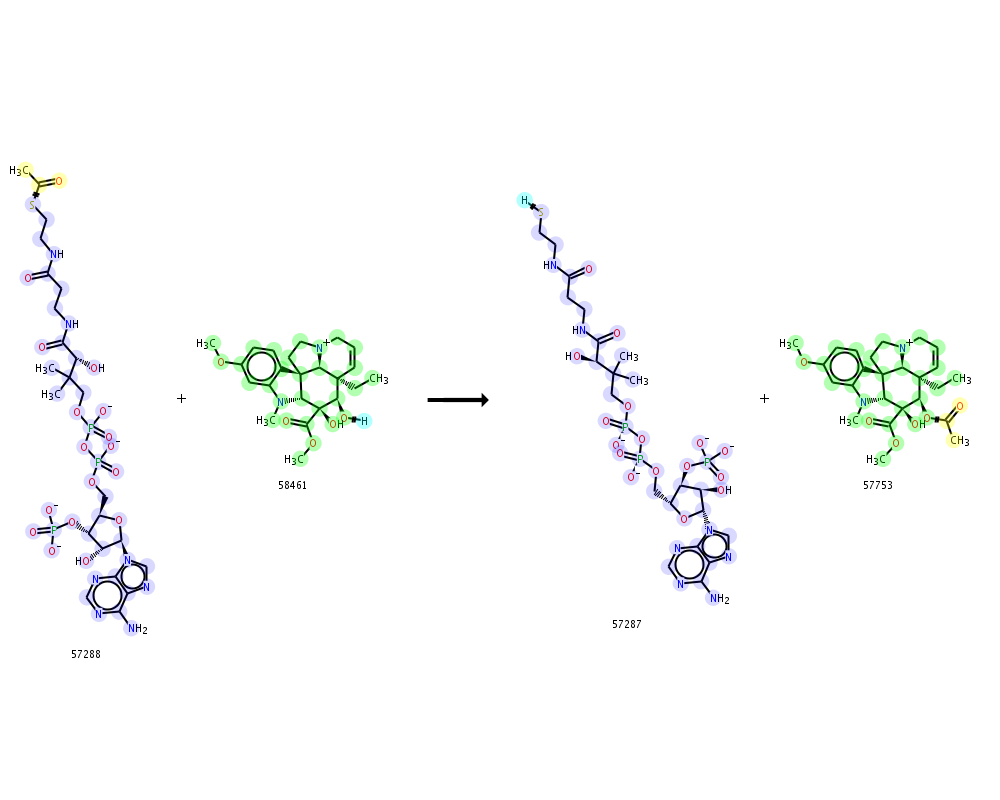 H₃C
O
S
NH
O
NH
O
OH
H₃C
H₃C
O
O⁻
P
O
O
O⁻
P
O
O
O
O⁻
P
O
O
O⁻
HO
N
N
N
N
NH₂
57288
+
H₃C
O
N⁺
N
CH₃
H₃C
O
O
H₃C
OH
O
H
58461
H
S
HN
O
HN
O
HO
CH₃
CH₃
O
O
P
O⁻
O
O
P
O⁻
O
O
O
P
O⁻
O⁻
O
OH
N
N
N
N
NH₂
57287
+
H₃C
O
N⁺
N
CH₃
H₃C
O
O
H₃C
OH
O
O
CH₃
57753